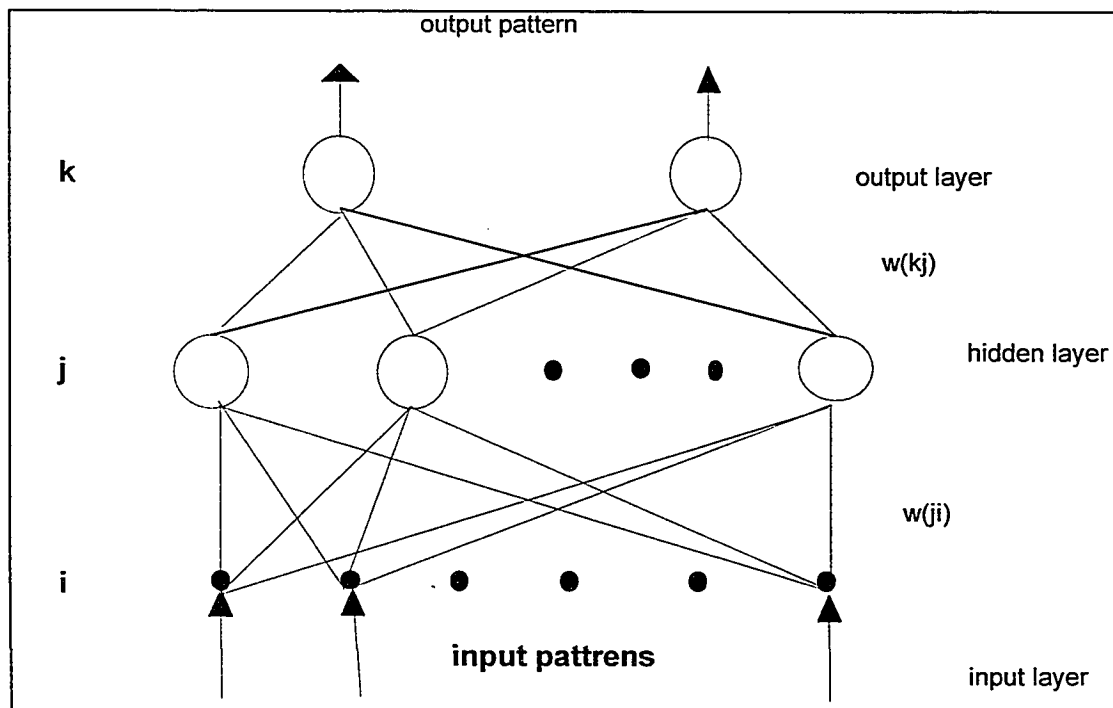 output pattern
k
output layer
w(kj)
j
hidden layer
w(ji)
i
input pattrens
input layer